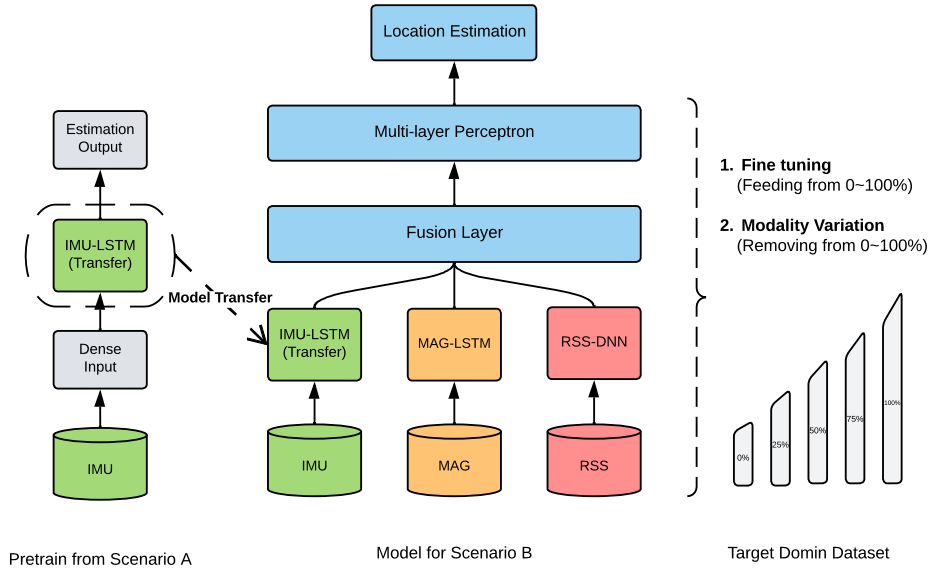 Location Estimation
Estimation
Output
Multi-layer Perceptron
IMU-LSTM
(Transfer)
Fusion Layer
Model Transfer
Dense
Input
IMU-LSTM
(Transfer)
MAG-LSTM
RSS-DNN
IMU
IMU
MAG
RSS
1. Fine tuning
(Feeding from 0~100%)
2. Modality Variation
(Removing from 0~100%)
0%
25%
50%
75%
100%
Pretrain from Scenario A
Model for Scenario B
Target Domin Dataset